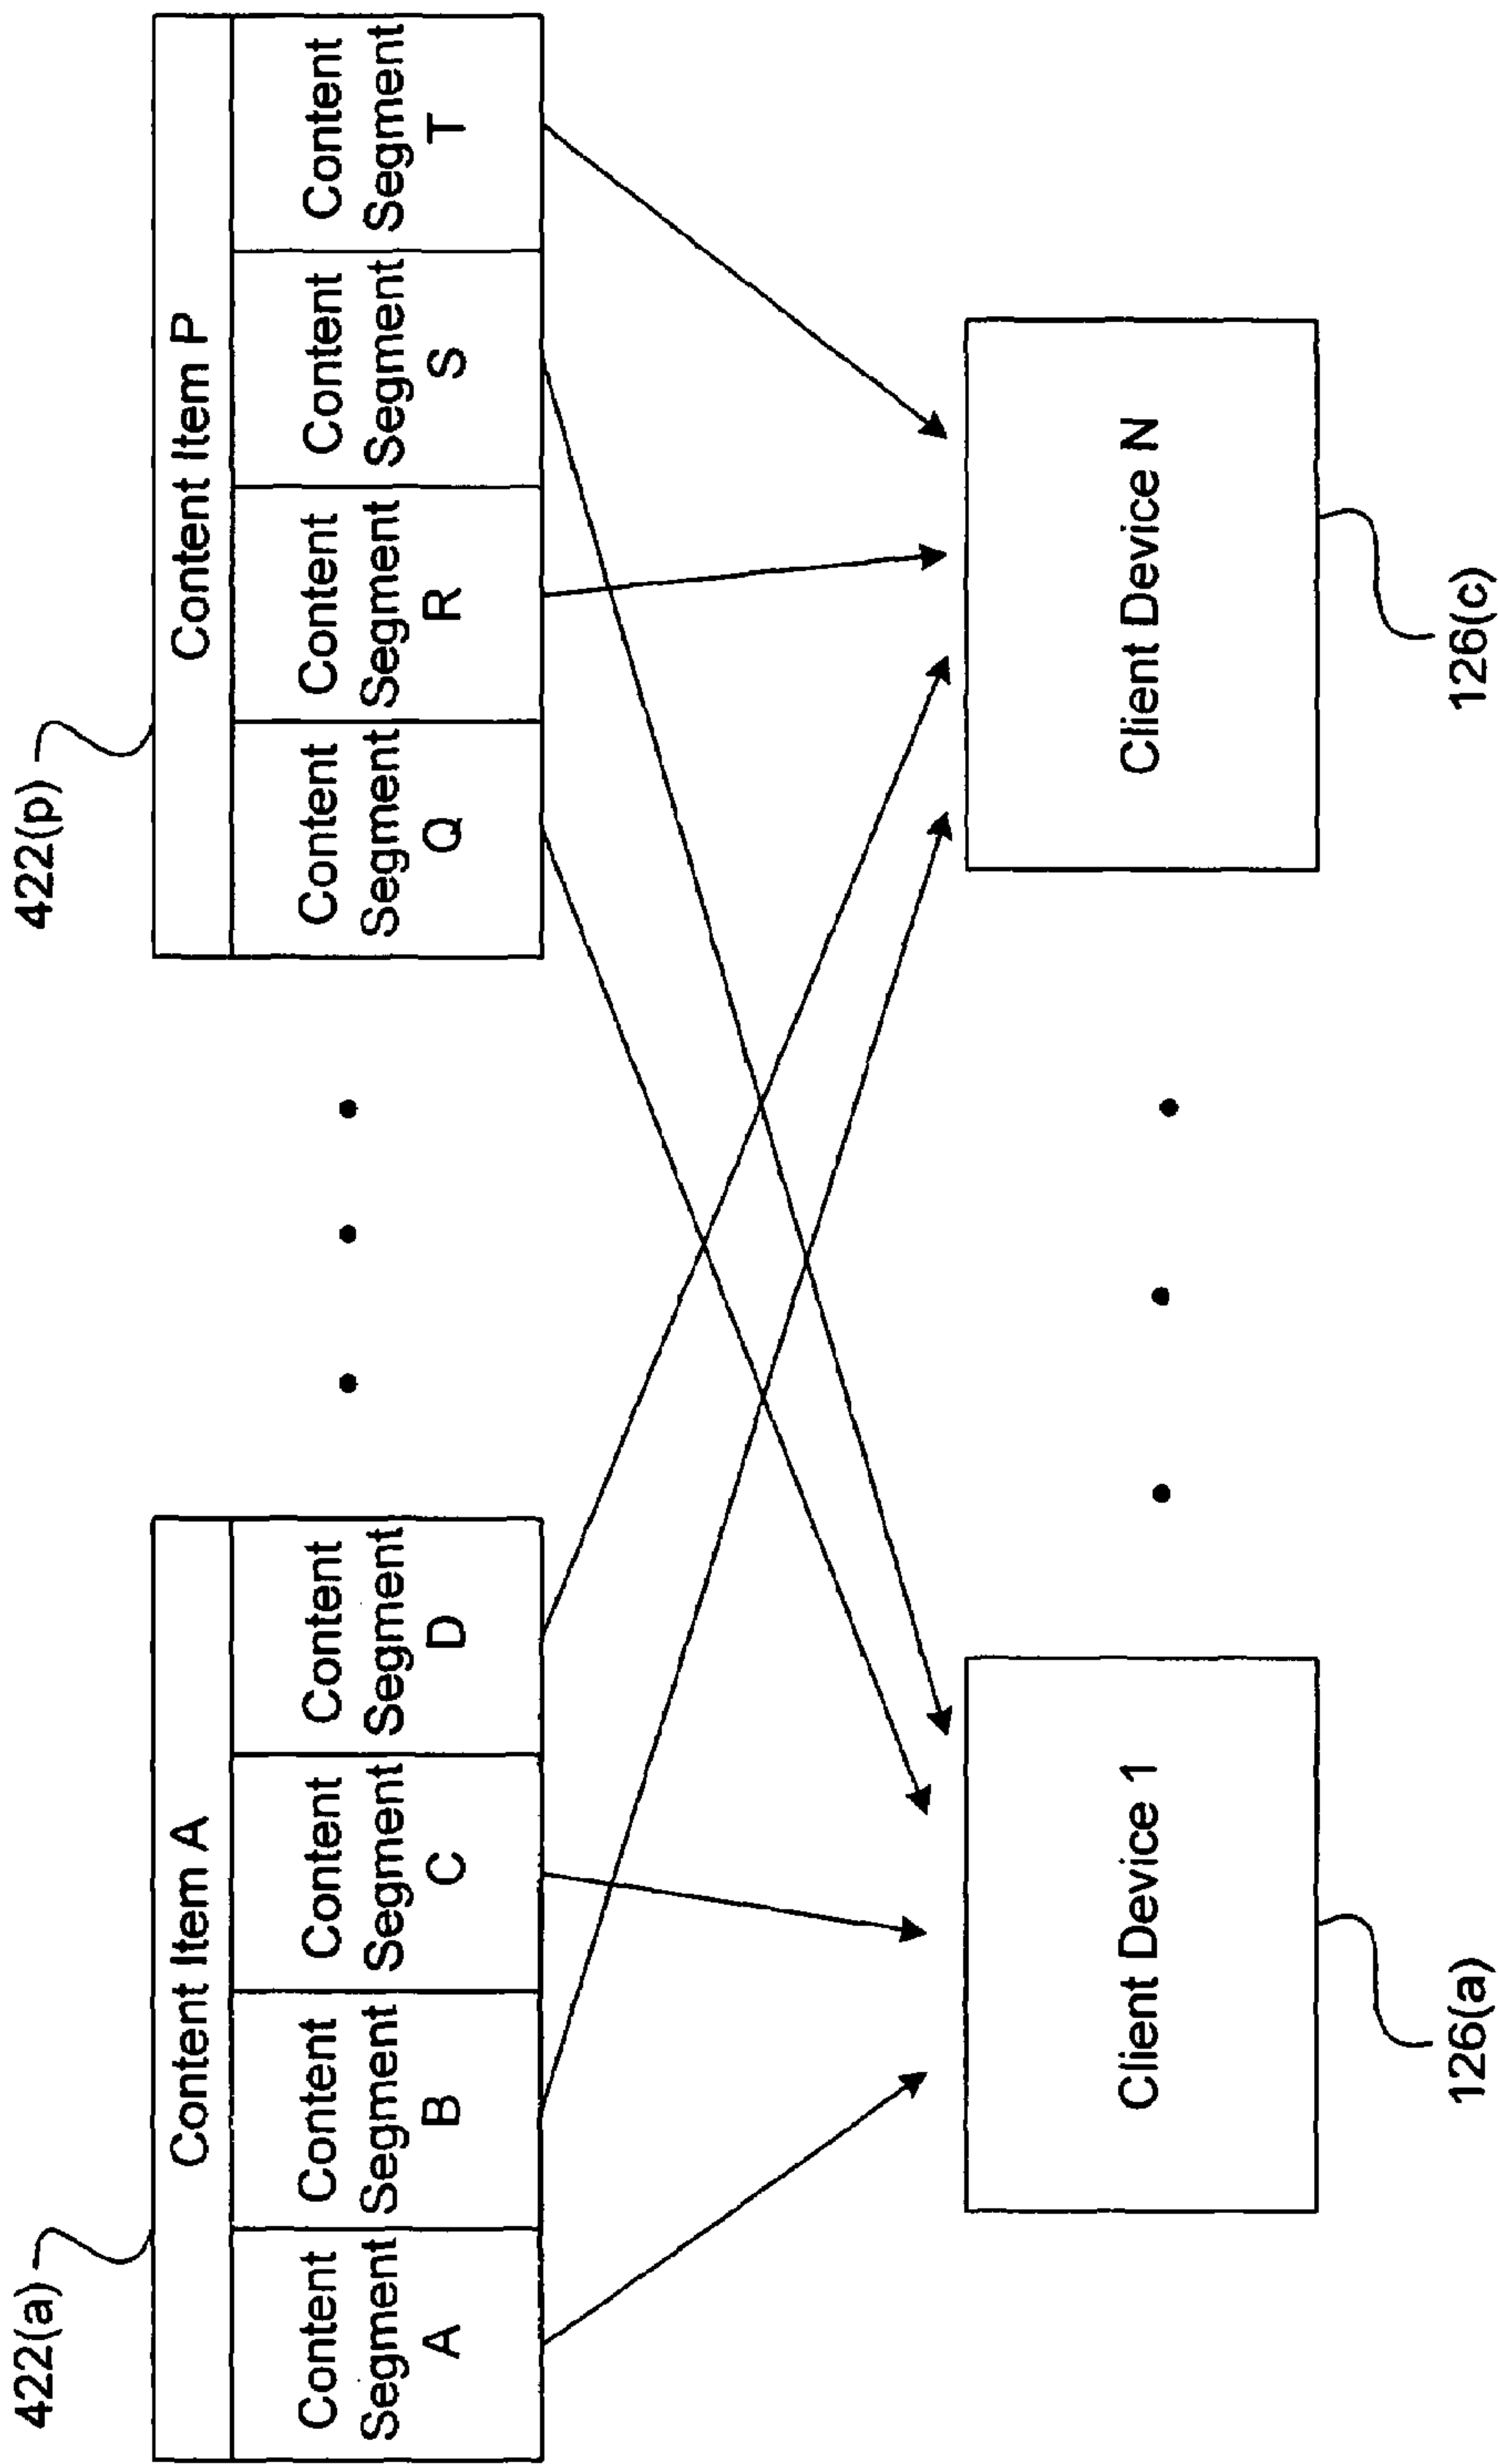 422(a)
422(p)
Content Item A
Content Item P
Content
Segment
A
Content
Segment
B
Content
Segment
C
Content
Segment
D
Content
Segment
Q
Content
Segment
R
Content
Segment
S
Content
Segment
T
Client Device 1
Client Device N
126(a)
126(c)